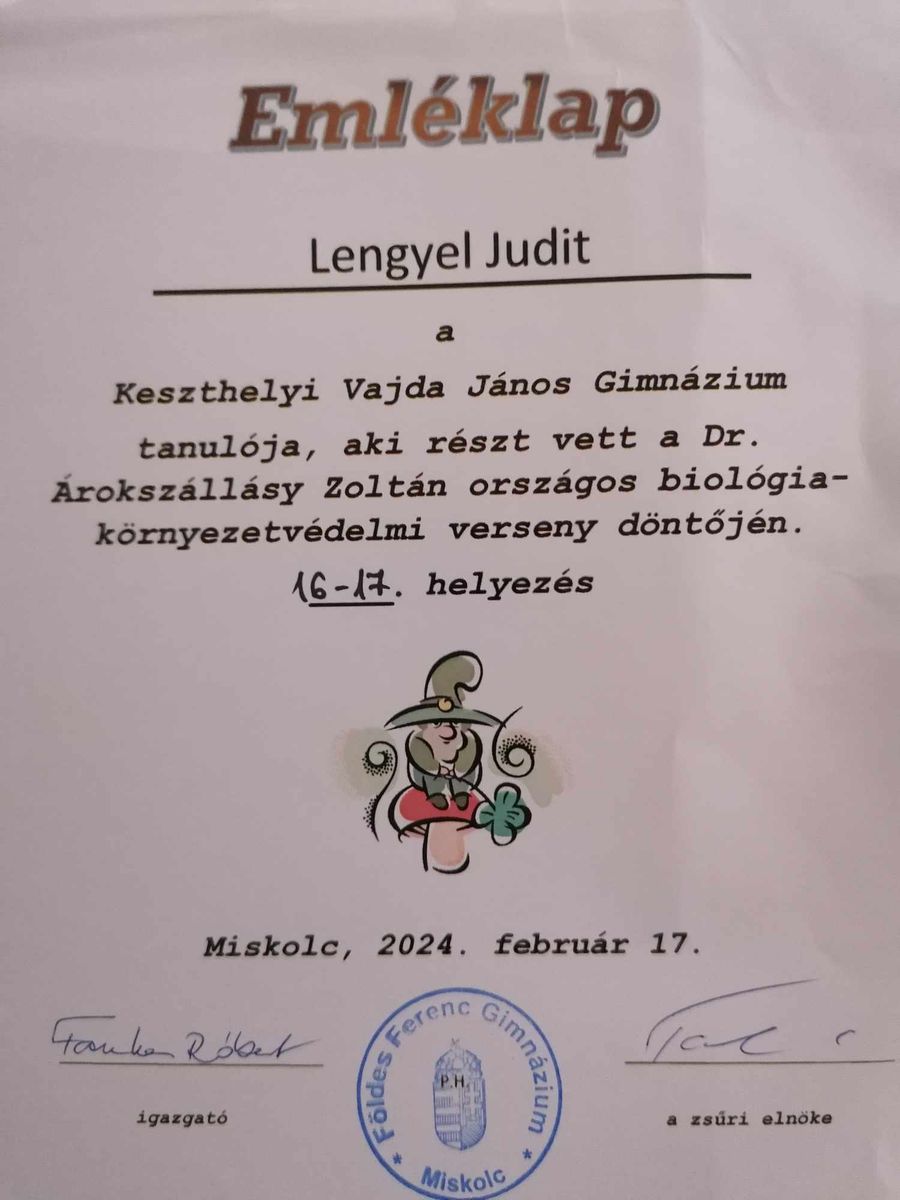 Emléklap
Lengyel Judit
a
Keszthelyi Vajda János Gimnázium
tanulója, aki részt vett a Dr.
Árokszállásy Zoltán országos biológia-
környezetvédelmi verseny döntőjén.
16-17. helyezés
Miskolc, 2024. február 17.
Róbert
igazgató
a zsűri elnöke
* Földes Ferenc Gimnázium *
P.H.
Miskolc